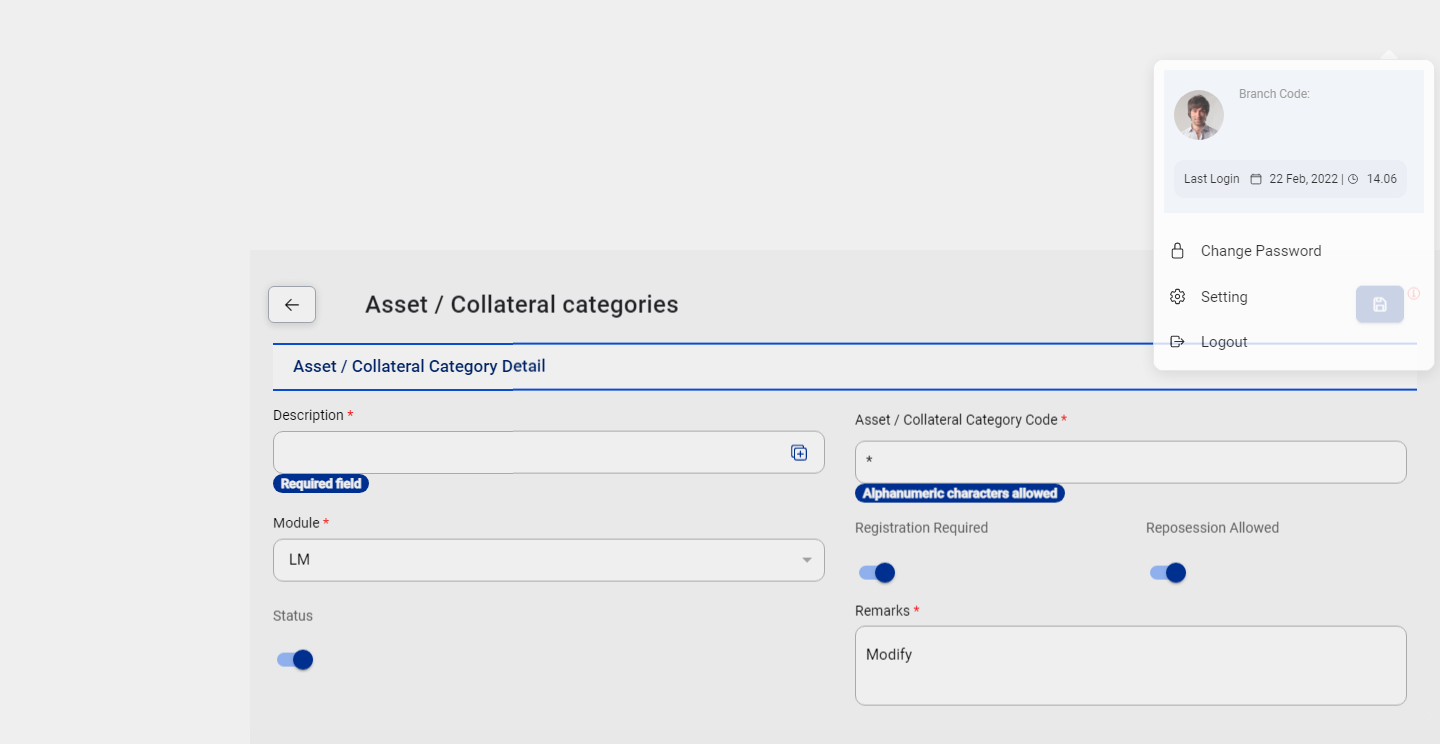 Branch Code:
Last Login 22 Feb, 2022 | 14.06
Change Password
Setting
Logout
Asset / Collateral categories
Asset / Collateral Category Detail
Description *
Required field
Asset / Collateral Category Code *
*
Alphanumeric characters allowed
Module *
LM
Registration Required
Reposession Allowed
Status
Remarks *
Modify